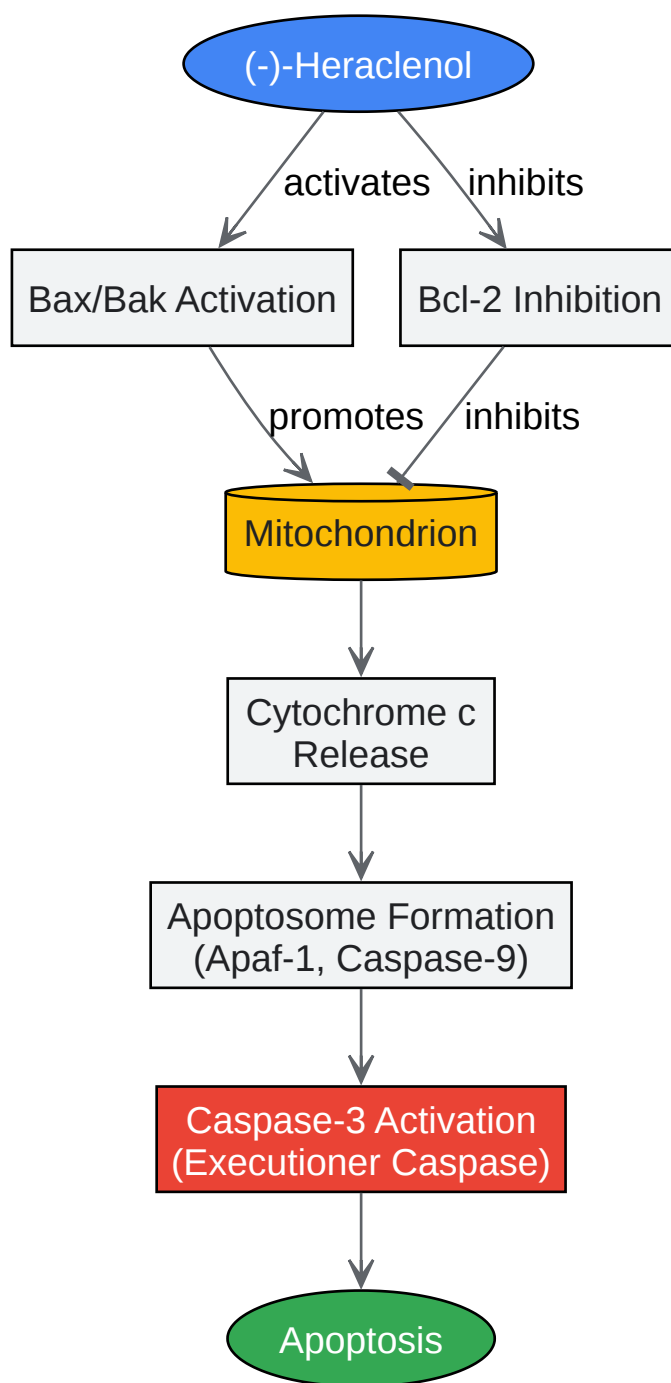 (-)-Heraclenol
activates
inhibits
Bax/Bak Activation
Bcl-2 Inhibition
promotes
inhibits
Mitochondrion
Cytochrome c
Release
Apoptosome Formation
(Apaf-1, Caspase-9)
Caspase-3 Activation
(Executioner Caspase)
Apoptosis